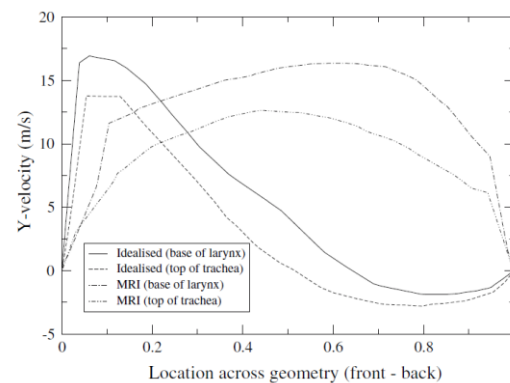 20
15
10
5
0
-5
Y-velocity (m/s)
Idealised (base of larynx)
Idealised (top of trachea)
MRI (base of larynx)
MRI (top of trachea)
0
0.2
0.4
0.6
0.8
Location across geometry (front - back)